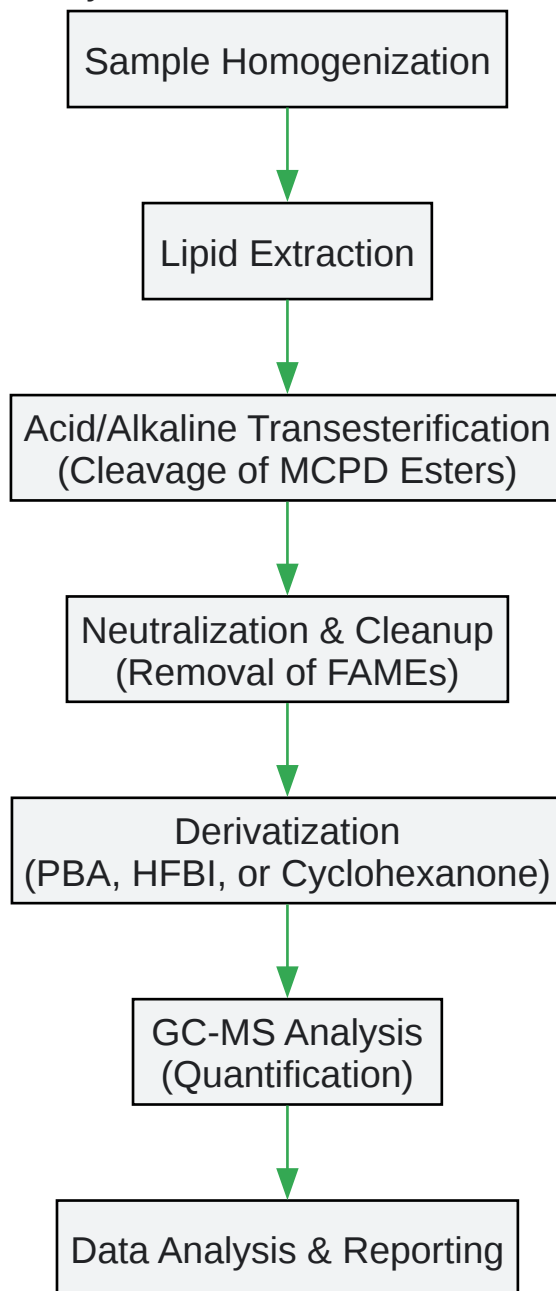 Sample Homogenization
Lipid Extraction
Acid/Alkaline Transesterification
(Cleavage of MCPD Esters)
Neutralization & Cleanup
(Removal of FAMEs)
Derivatization
(PBA, HFBI, or Cyclohexanone)
GC-MS Analysis
(Quantification)
Data Analysis & Reporting